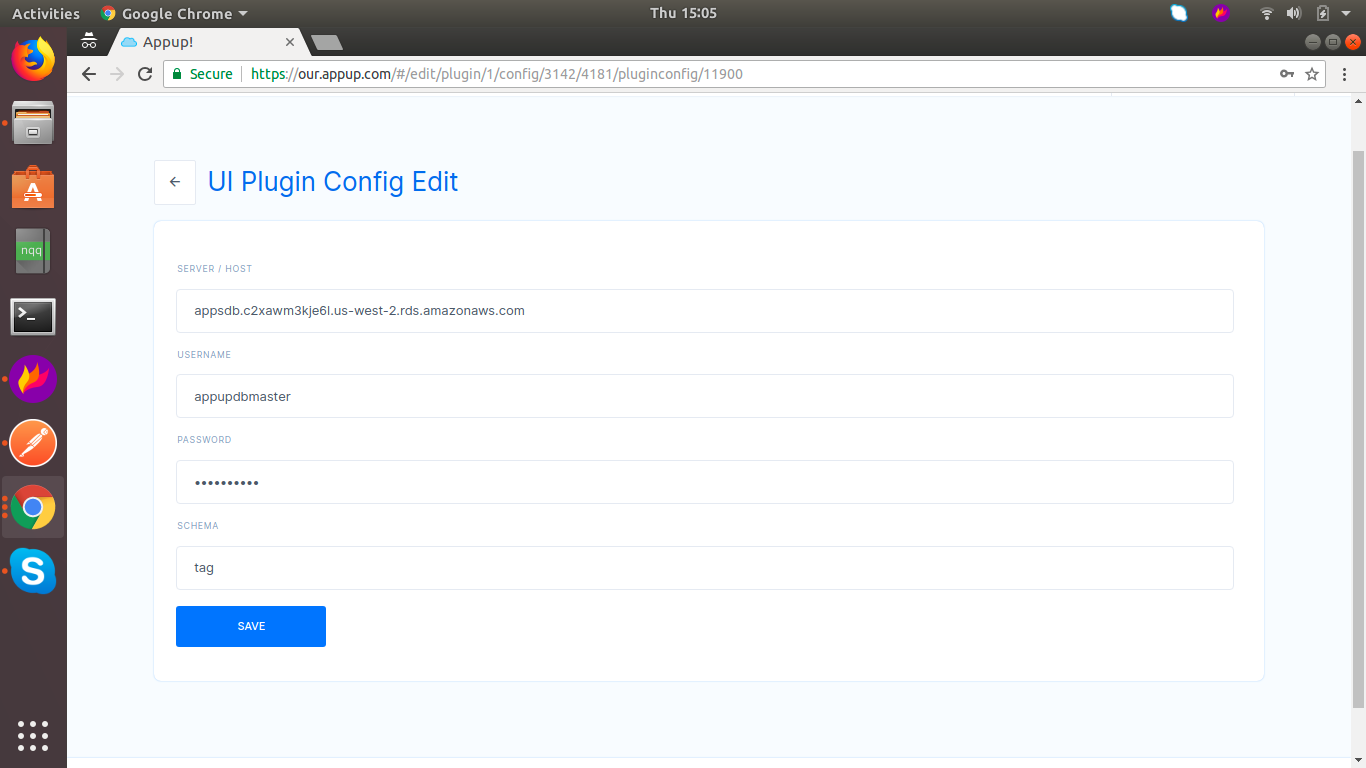 Activities Google Chrome Thu 15:05
Appup!
Secure https://our.appup.com/#/edit/plugin/1/config/3142/4181/pluginconfig/11900
nqq
UI Plugin Config Edit
SERVER / HOST
appsdb.c2xawm3kje6l.us-west-2.rds.amazonaws.com
USERNAME
appupdbmaster
PASSWORD
••••••••••
SCHEMA
tag
SAVE